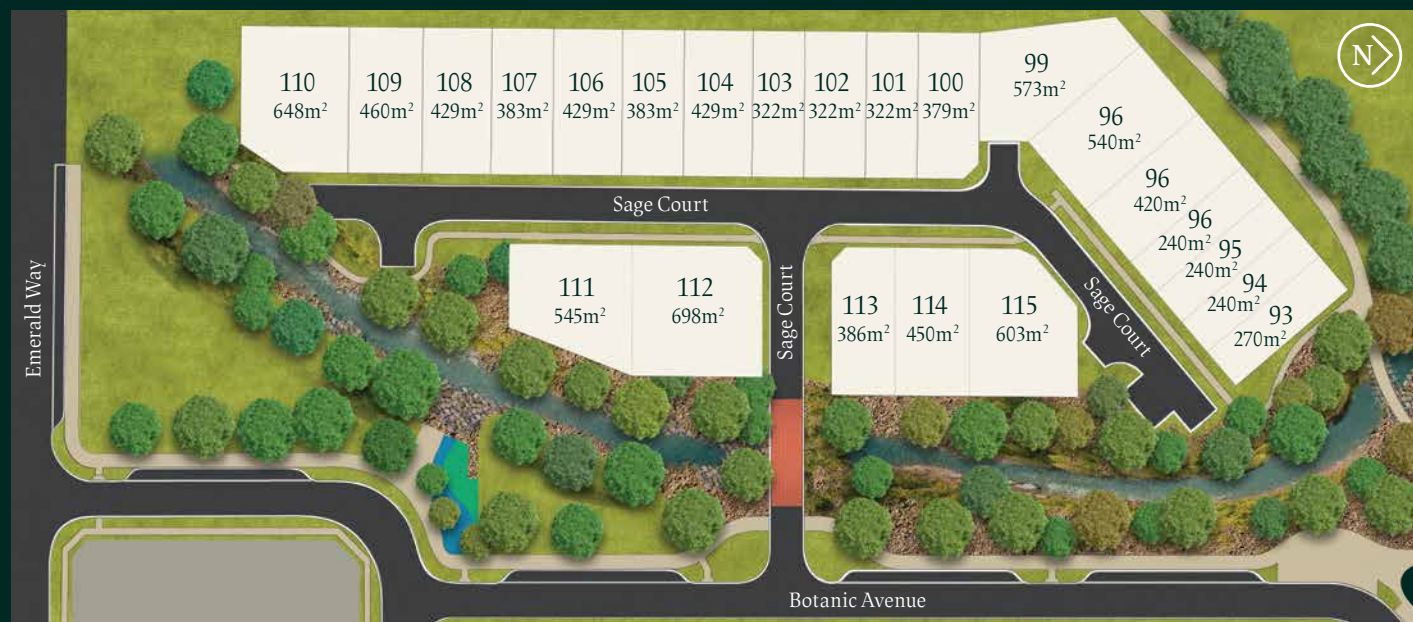 N
110
648m²
109
460m²
108
429m²
107
383m²
106
429m²
105
383m²
104
429m²
103
322m²
102
322m²
101
322m²
100
379m²
99
573m²
96
540m²
96
420m²
96
240m²
95
240m²
94
240m²
93
270m²
Sage Court
111
545m²
112
698m²
Sage Court
113
386m²
114
450m²
115
603m²
Sage Court
Emerald Way
Botanic Avenue